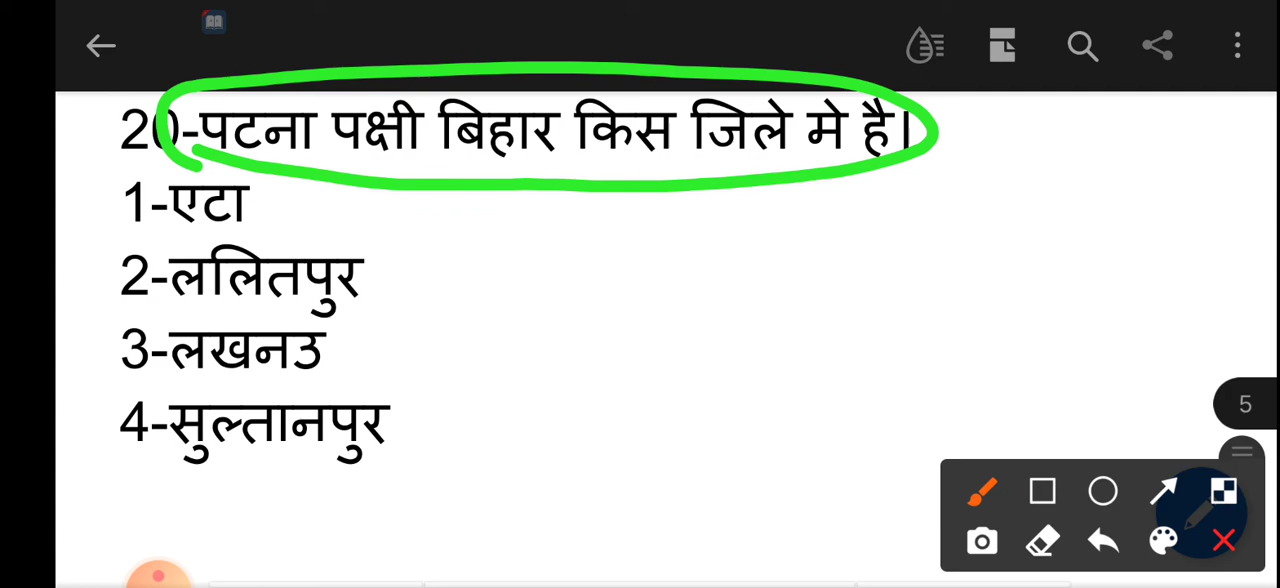 20-पटना पक्षी बिहार किस जिले मे है।
1-एटा
2-ललितपुर
3-लखनउ
4-सुल्तानपुर
5